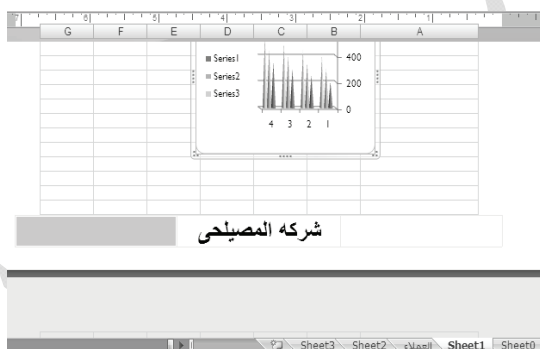 7 6 5 4 3 2 1
G F E D C B A
Series1 400
Series2 200
Series3 0
4 3 2 1
شركه المصيلحى
Sheet3 Sheet2 العملاء Sheet1 Sheet0